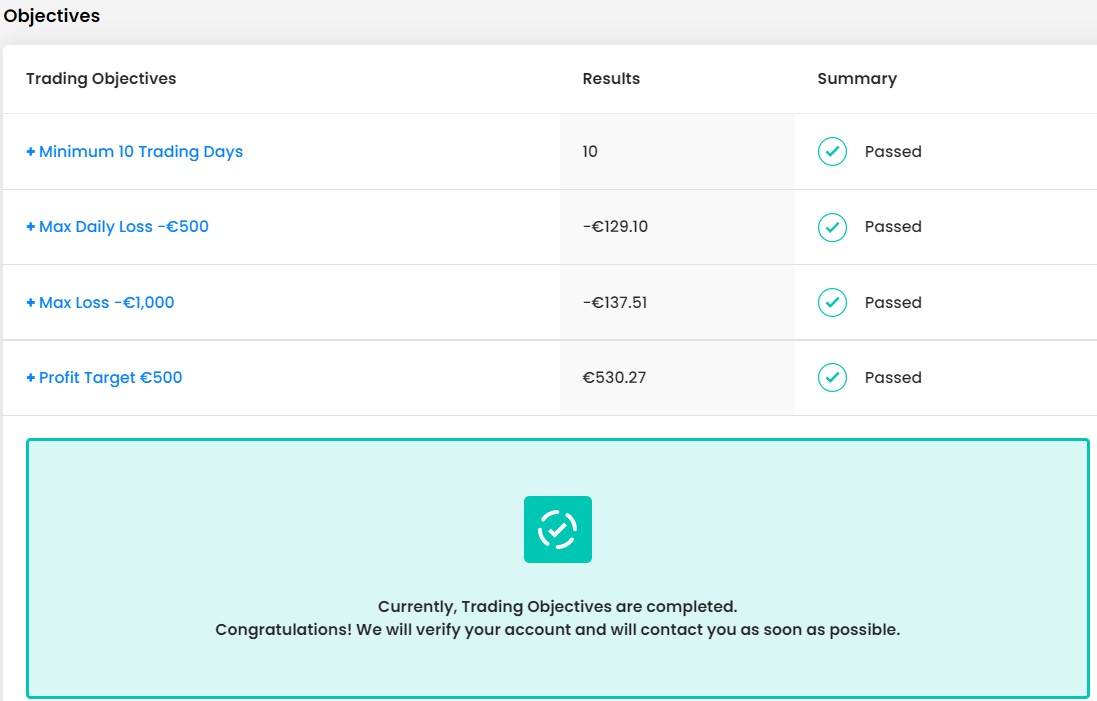 Objectives
Trading Objectives Results Summary
+ Minimum 10 Trading Days 10 Passed
+ Max Daily Loss -€500 -€129.10 Passed
+ Max Loss -€1,000 -€137.51 Passed
+ Profit Target €500 €530.27 Passed
Currently, Trading Objectives are completed.
Congratulations! We will verify your account and will contact you as soon as possible.